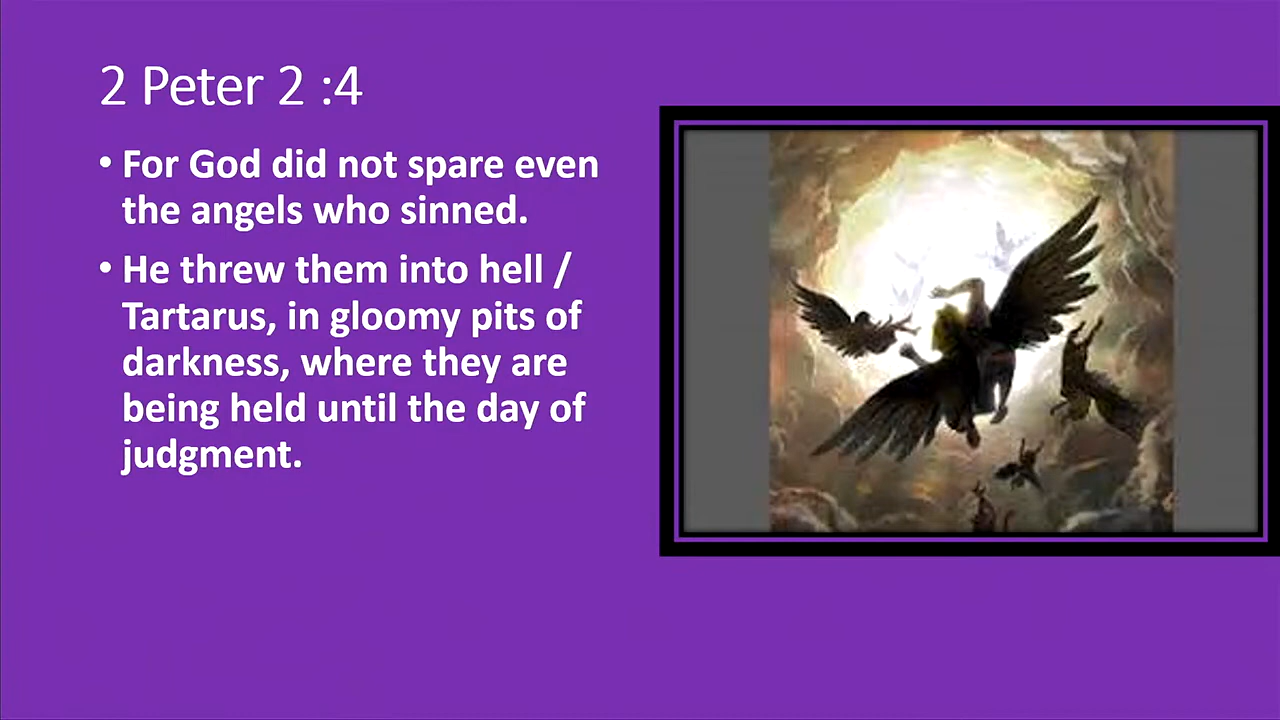 2 Peter 2 :4
• For God did not spare even
the angels who sinned.
• He threw them into hell /
Tartarus, in gloomy pits of
darkness, where they are
being held until the day of
judgment.